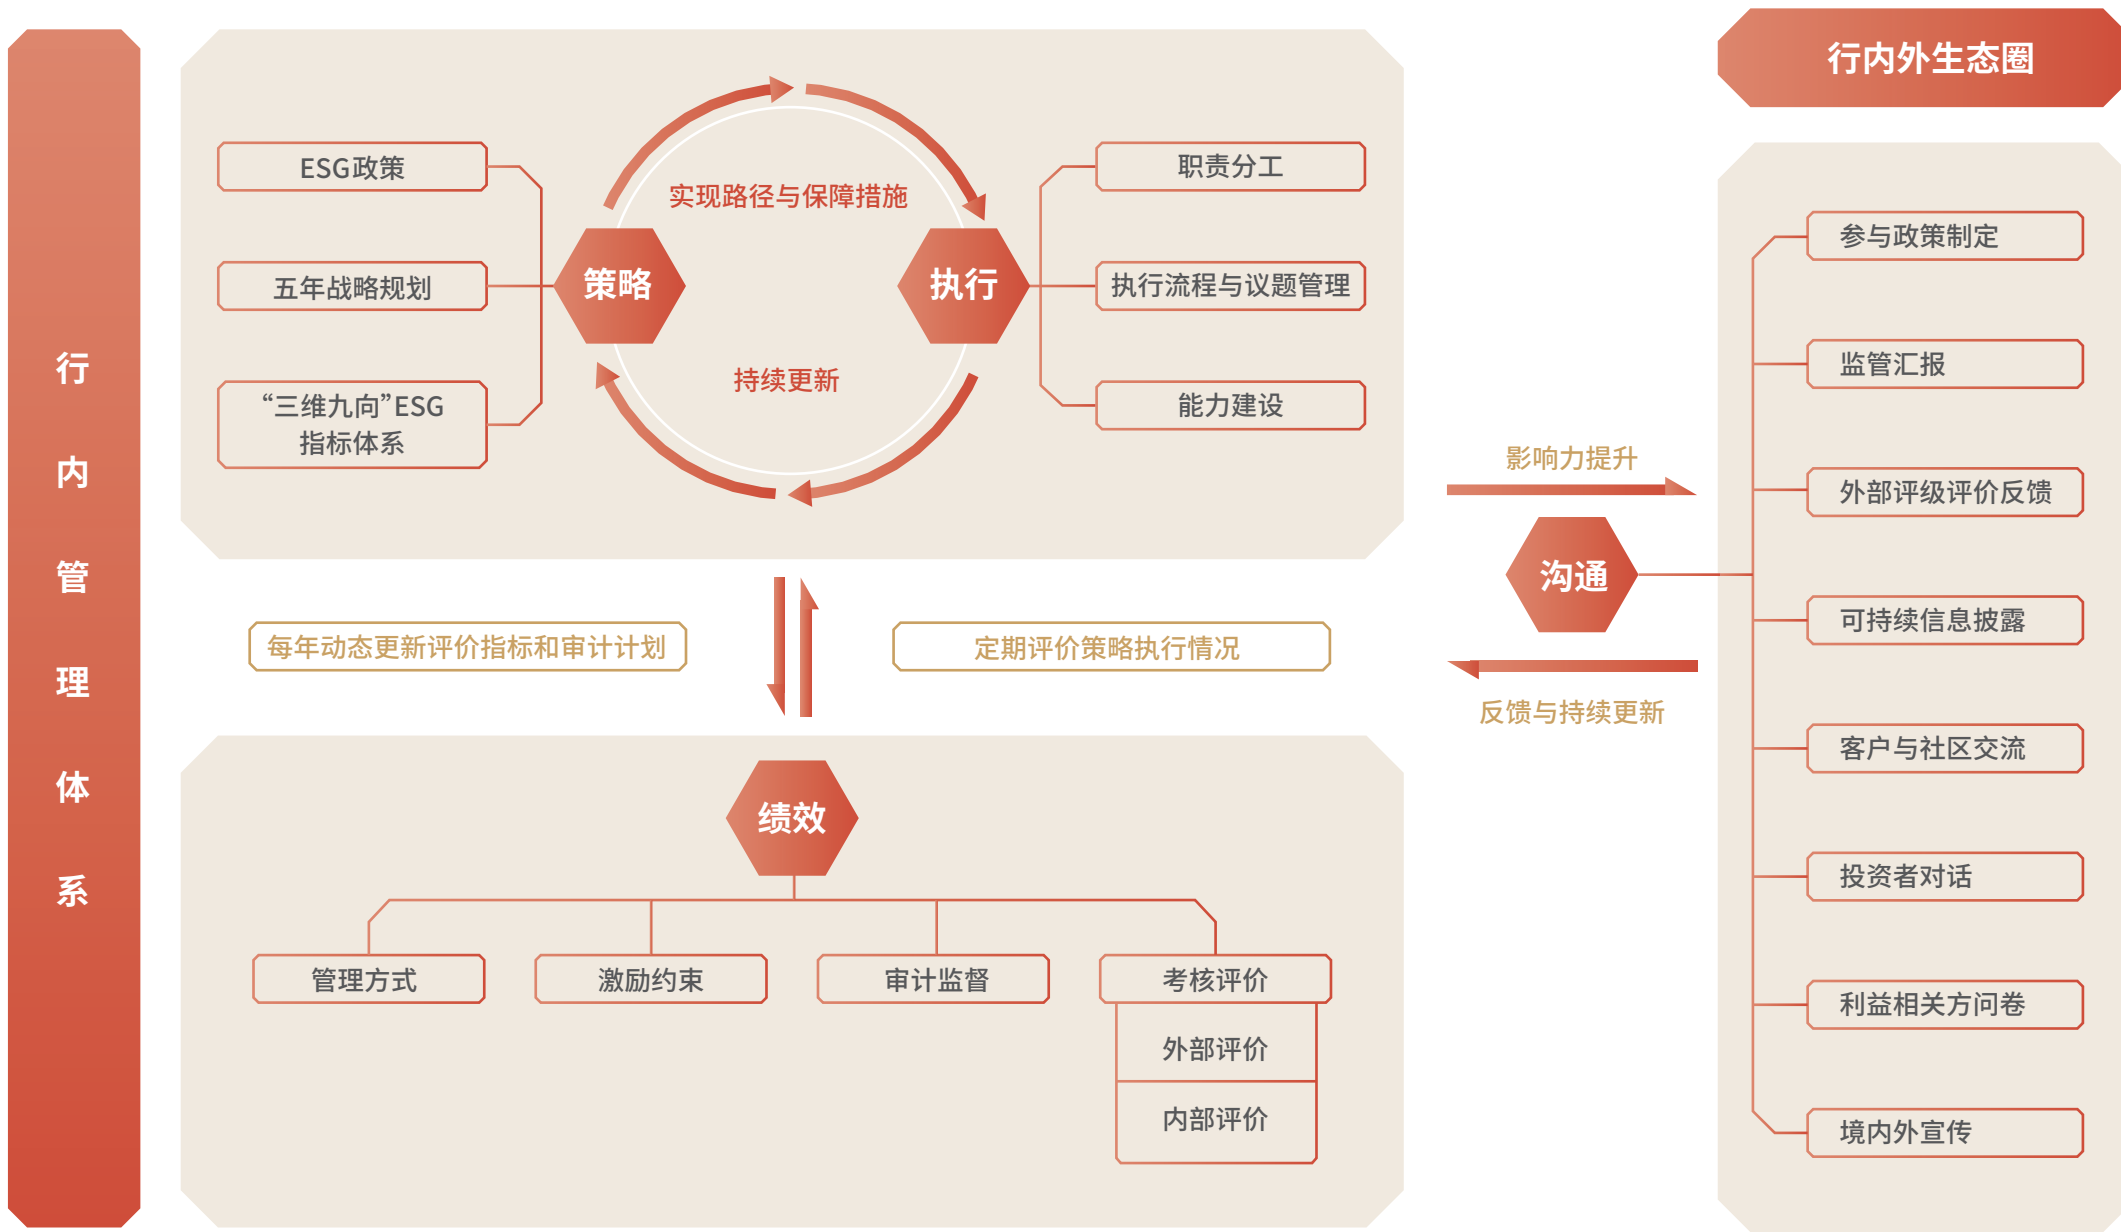 行内管理体系
ESG政策
五年战略规划
“三维九向”ESG
指标体系
策略
实现路径与保障措施
持续更新
执行
职责分工
执行流程与议题管理
能力建设
每年动态更新评价指标和审计计划
定期评价策略执行情况
绩效
管理方式
激励约束
审计监督
考核评价
外部评价
内部评价
影响力提升
沟通
反馈与持续更新
行内外生态圈
参与政策制定
监管汇报
外部评级评价反馈
可持续信息披露
客户与社区交流
投资者对话
利益相关方问卷
境内外宣传